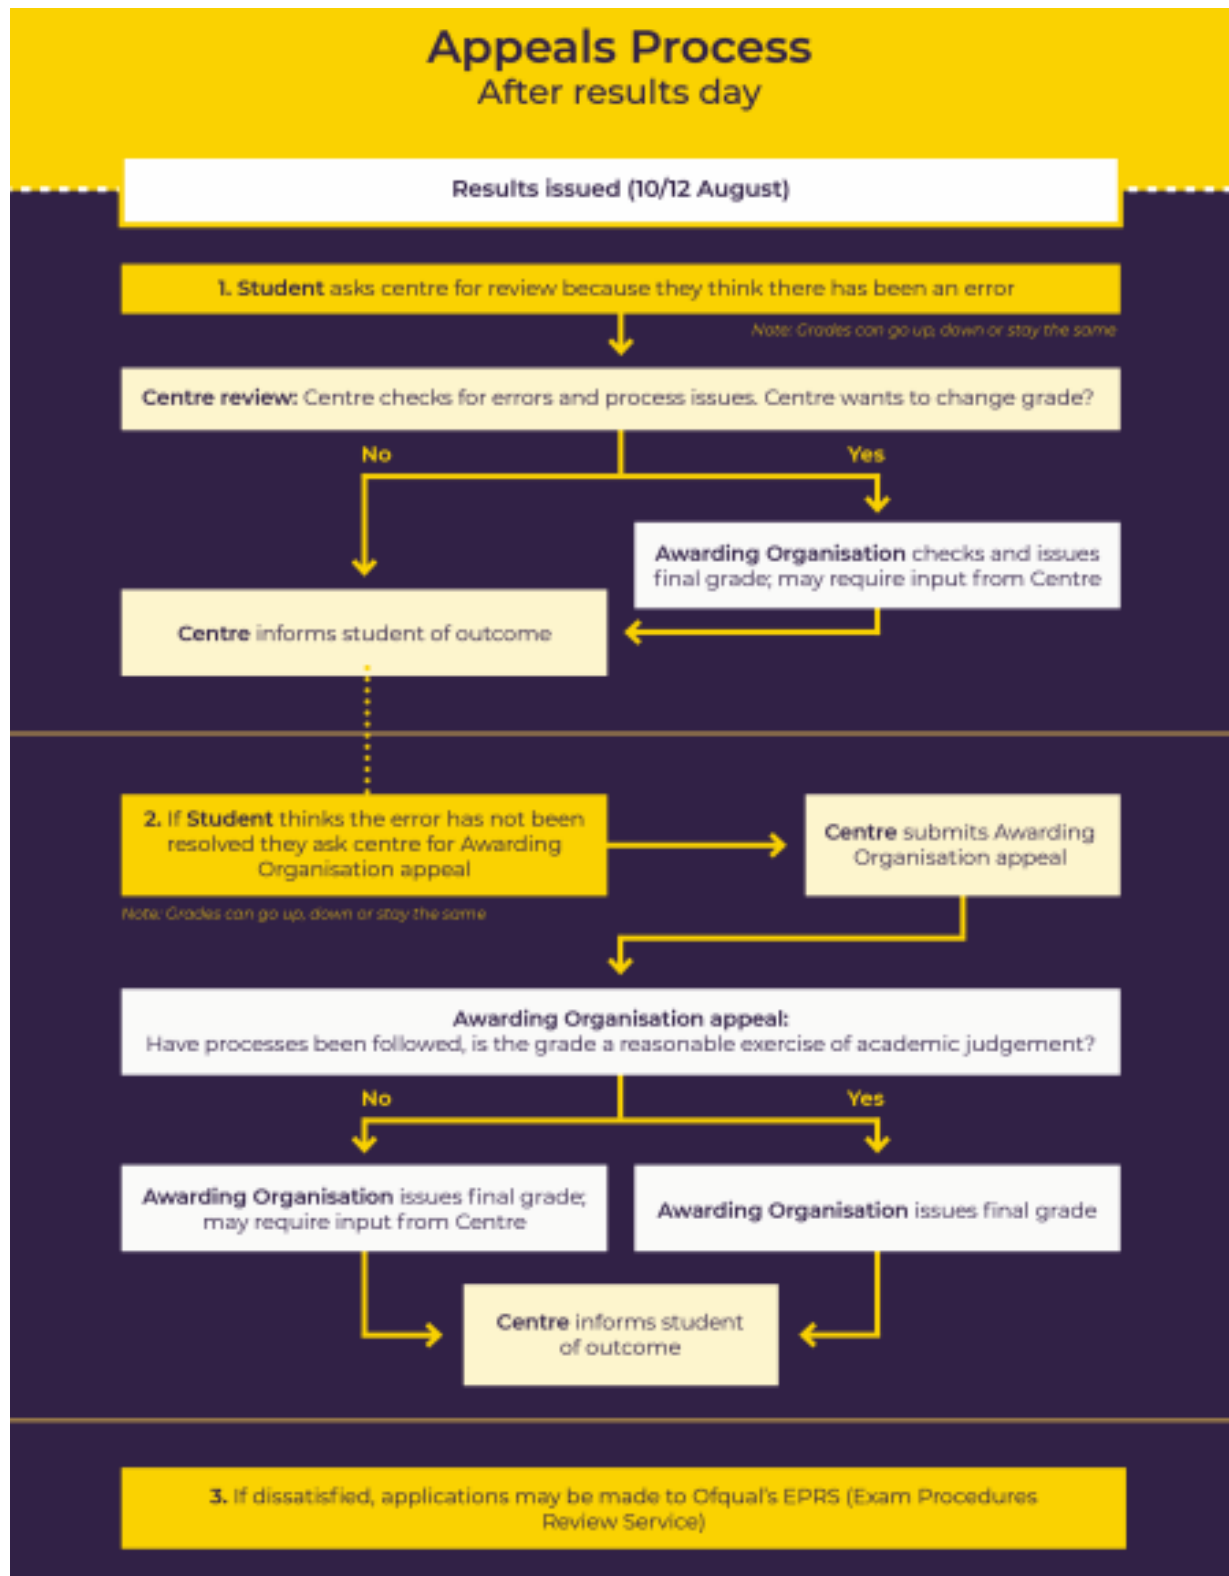 Appeals Process
After results day
Results issued (10/12 August)
1. Student asks centre for review because they think there has been an error
Note: Grades can go up, down or stay the same
Centre review: Centre checks for errors and process issues. Centre wants to change grade?
No
Yes
Awarding Organisation checks and issues
final grade; may require input from Centre
Centre informs student of outcome
2. If Student thinks the error has not been
resolved they ask centre for Awarding
Organisation appeal
Note: Grades can go up, down or stay the same
Centre submits Awarding
Organisation appeal
Awarding Organisation appeal:
Have processes been followed, is the grade a reasonable exercise of academic judgement?
No
Yes
Awarding Organisation issues final grade;
may require input from Centre
Awarding Organisation issues final grade
Centre informs student
of outcome
3. If dissatisfied, applications may be made to Ofqual's EPRS (Exam Procedures
Review Service)